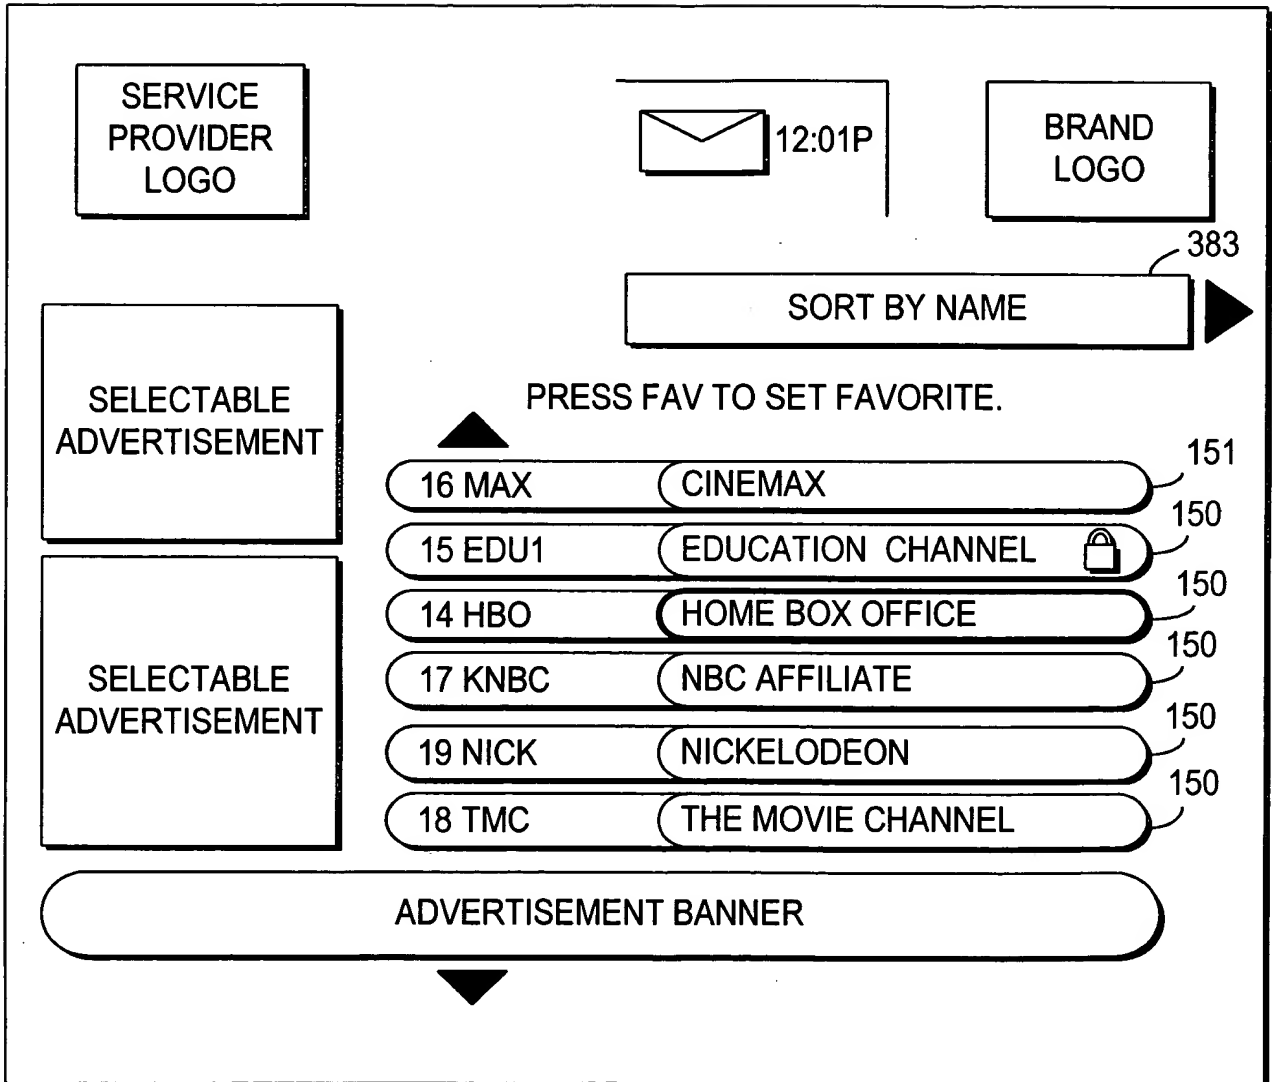 SERVICE
PROVIDER
LOGO
12:01P
BRAND
LOGO
383
SORT BY NAME
SELECTABLE
ADVERTISEMENT
PRESS FAV TO SET FAVORITE.
16 MAX CINEMAX 151
15 EDU1 EDUCATION CHANNEL 150
14 HBO HOME BOX OFFICE 150
SELECTABLE
ADVERTISEMENT
17 KNBC NBC AFFILIATE 150
19 NICK NICKELODEON 150
18 TMC THE MOVIE CHANNEL 150
ADVERTISEMENT BANNER